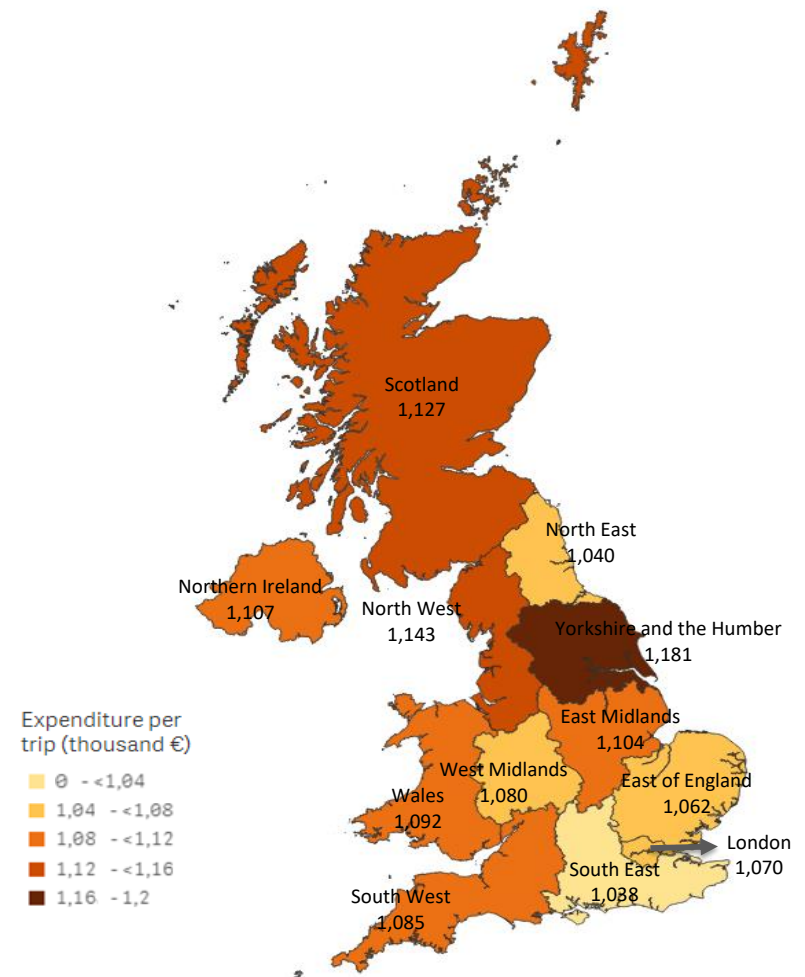 Scotland
1,127
North East
1,040
Northern Ireland
1,107
North West
1,143
Yorkshire and the Humber
1,181
East Midlands
1,104
West Midlands
1,080
East of England
1,062
Wales
1,092
London
1,070
South East
1,038
South West
1,085
Expenditure per
trip (thousand €)
0 -<1,04
1,04 -<1,08
1,08 -<1,12
1,12 -<1,16
1,16 -1,2